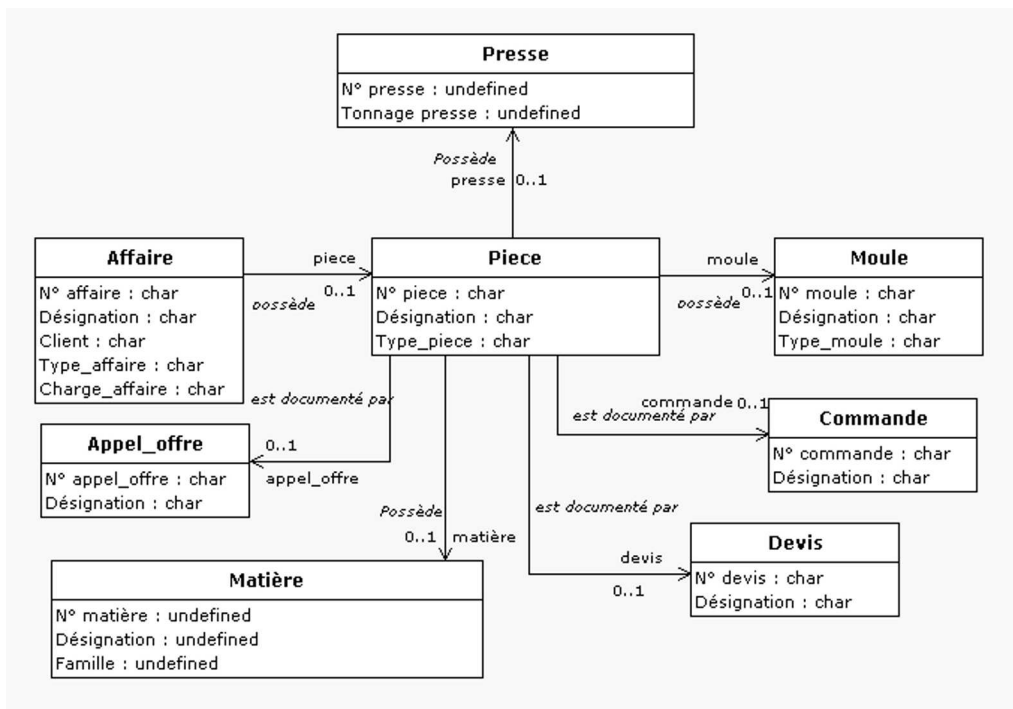 Presse
N° presse : undefined
Tonnage presse : undefined
Possède
presse 0..1
Affaire
N° affaire : char
Désignation : char
Client : char
Type_affaire : char
Charge_affaire : char
piece
0..1
possède
Piece
N° piece : char
Désignation : char
Type_piece : char
moule
0..1
possède
Moule
N° moule : char
Désignation : char
Type_moule : char
est documenté par
0..1
appel_offre
Appel_offre
N° appel_offre : char
Désignation : char
commande 0..1
est documenté par
Commande
N° commande : char
Désignation : char
Possède
0..1 matière
Matière
N° matière : undefined
Désignation : undefined
Famille : undefined
est documenté par
devis
0..1
Devis
N° devis : char
Désignation : char